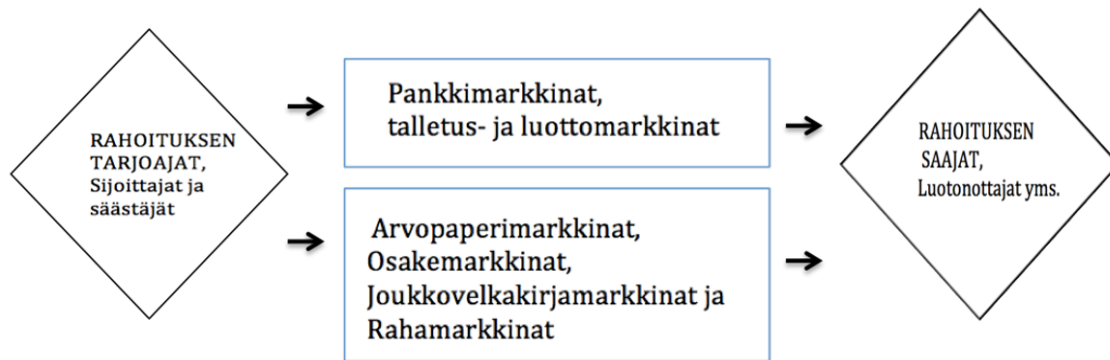 RAHOITUKSEN
TARJOAJAT,
Sijoittajat ja
säästäjät
Pankkimarkkinat,
talletus- ja luottomarkkinat
Arvopaperimarkkinat,
Osakemarkkinat,
Joukkovelkakirjamarkkinat ja
Rahamarkkinat
RAHOITUKSEN
SAAJAT,
Luotonottajat yms.